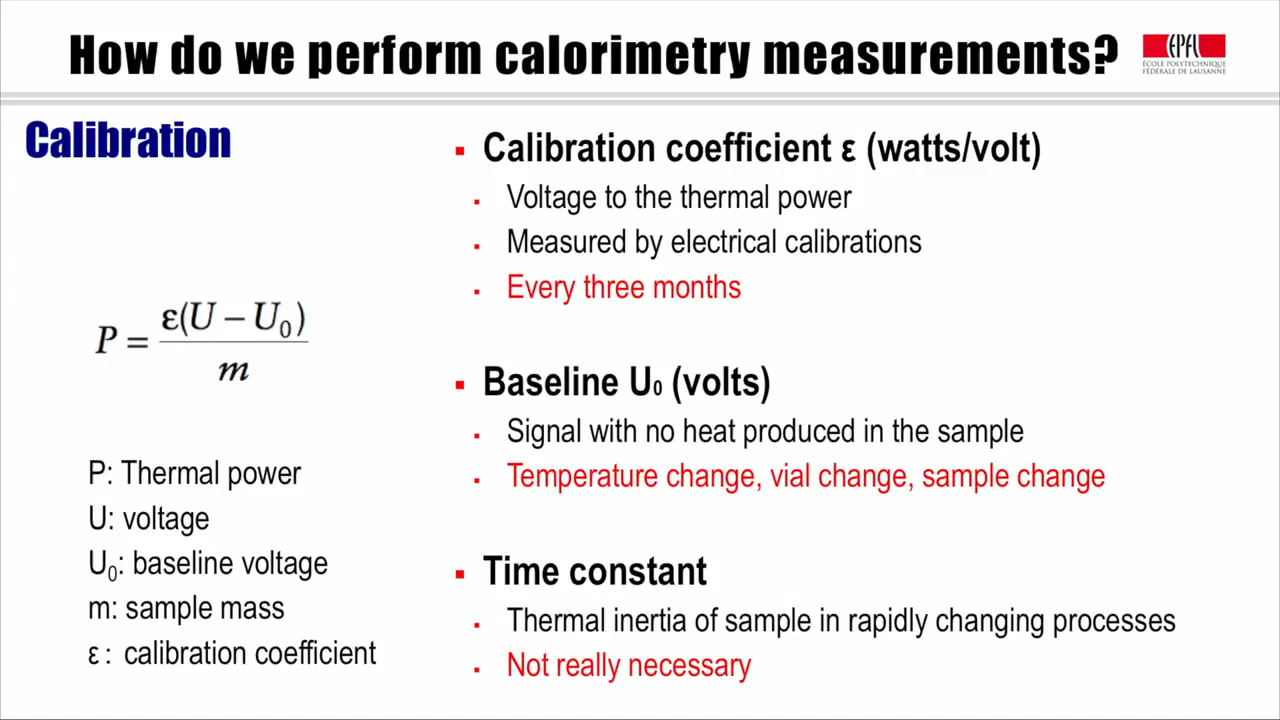 How do we perform calorimetry measurements?
EPFL
ÉCOLE POLYTECHNIQUE
FÉDÉRALE DE LAUSANNE
Calibration
P = ε(U − U₀) / m
P: Thermal power
U: voltage
U₀: baseline voltage
m: sample mass
ε : calibration coefficient
▪ Calibration coefficient ε (watts/volt)
▪ Voltage to the thermal power
▪ Measured by electrical calibrations
▪ Every three months
▪ Baseline U₀ (volts)
▪ Signal with no heat produced in the sample
▪ Temperature change, vial change, sample change
▪ Time constant
▪ Thermal inertia of sample in rapidly changing processes
▪ Not really necessary